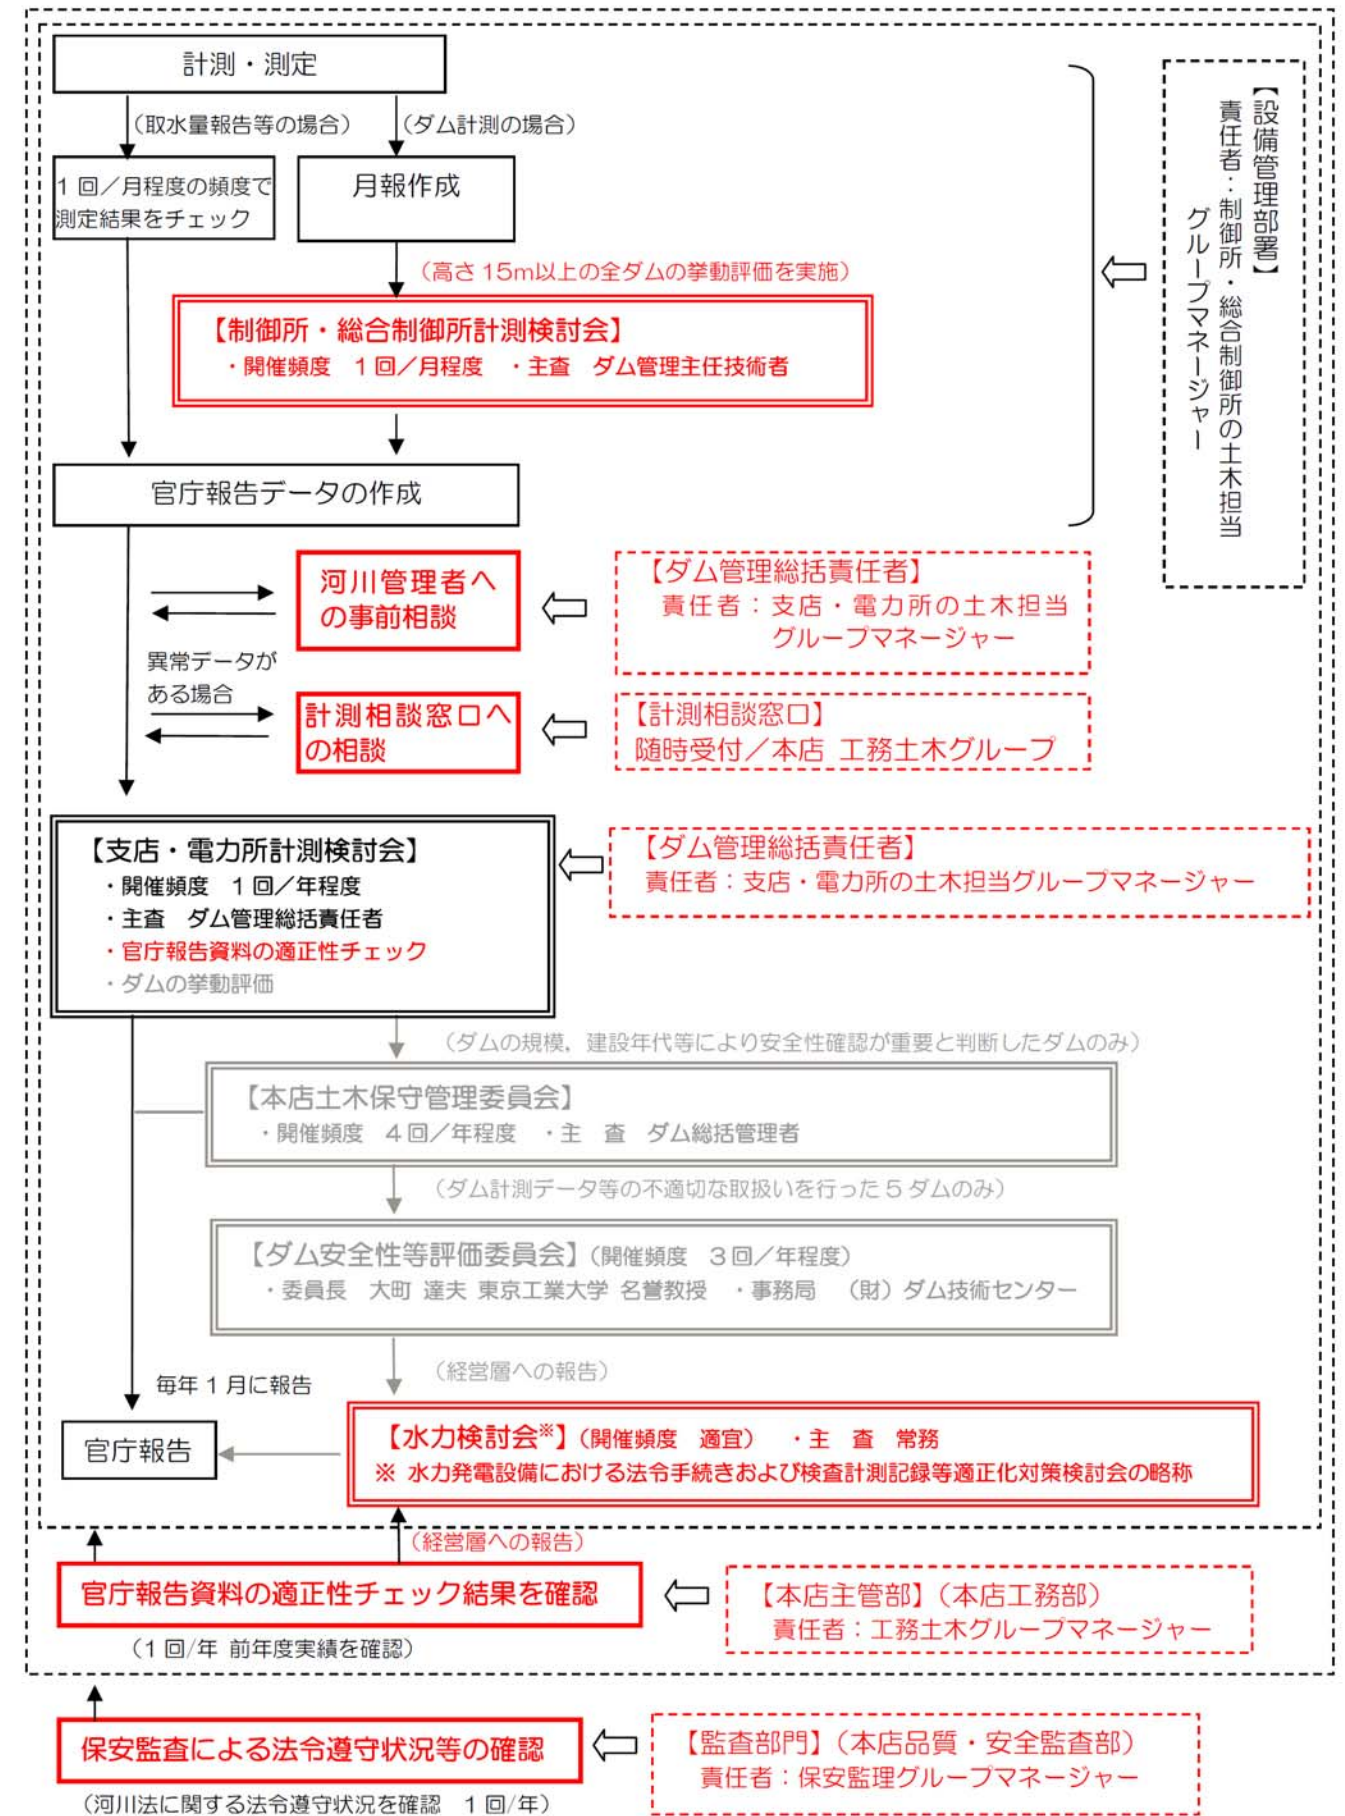 計測・測定
（取水量報告等の場合）
（ダム計測の場合）
1回／月程度の頻度で
測定結果をチェック
月報作成
【設備管理部署】
責任者：制御所・総合制御所の土木担当
グループマネージャー
（高さ15m以上の全ダムの挙動評価を実施）
【制御所・総合制御所計測検討会】
・開催頻度　1回／月程度　・主査　ダム管理主任技術者
官庁報告データの作成
河川管理者へ
の事前相談
【ダム管理総括責任者】
責任者：支店・電力所の土木担当
グループマネージャー
異常データが
ある場合
計測相談窓口へ
の相談
【計測相談窓口】
随時受付／本店 工務土木グループ
【支店・電力所計測検討会】
・開催頻度　1回／年程度
・主査　ダム管理総括責任者
・官庁報告資料の適正性チェック
・ダムの挙動評価
【ダム管理総括責任者】
責任者：支店・電力所の土木担当グループマネージャー
（ダムの規模，建設年代等により安全性確認が重要と判断したダムのみ）
【本店土木保守管理委員会】
・開催頻度　4回／年程度　・主　査　ダム総括管理者
（ダム計測データ等の不適切な取扱いを行った5ダムのみ）
【ダム安全性等評価委員会】（開催頻度　3回／年程度）
・委員長　大町 達夫 東京工業大学 名誉教授　・事務局　（財）ダム技術センター
（経営層への報告）
毎年1月に報告
官庁報告
【水力検討会※】（開催頻度　適宜）　・主　査　常務
※ 水力発電設備における法令手続きおよび検査計測記録等適正化対策検討会の略称
（経営層への報告）
官庁報告資料の適正性チェック結果を確認
（1回/年 前年度実績を確認）
【本店主管部】（本店工務部）
責任者：工務土木グループマネージャー
保安監査による法令遵守状況等の確認
（河川法に関する法令遵守状況を確認　1回/年）
【監査部門】（本店品質・安全監査部）
責任者：保安監理グループマネージャー